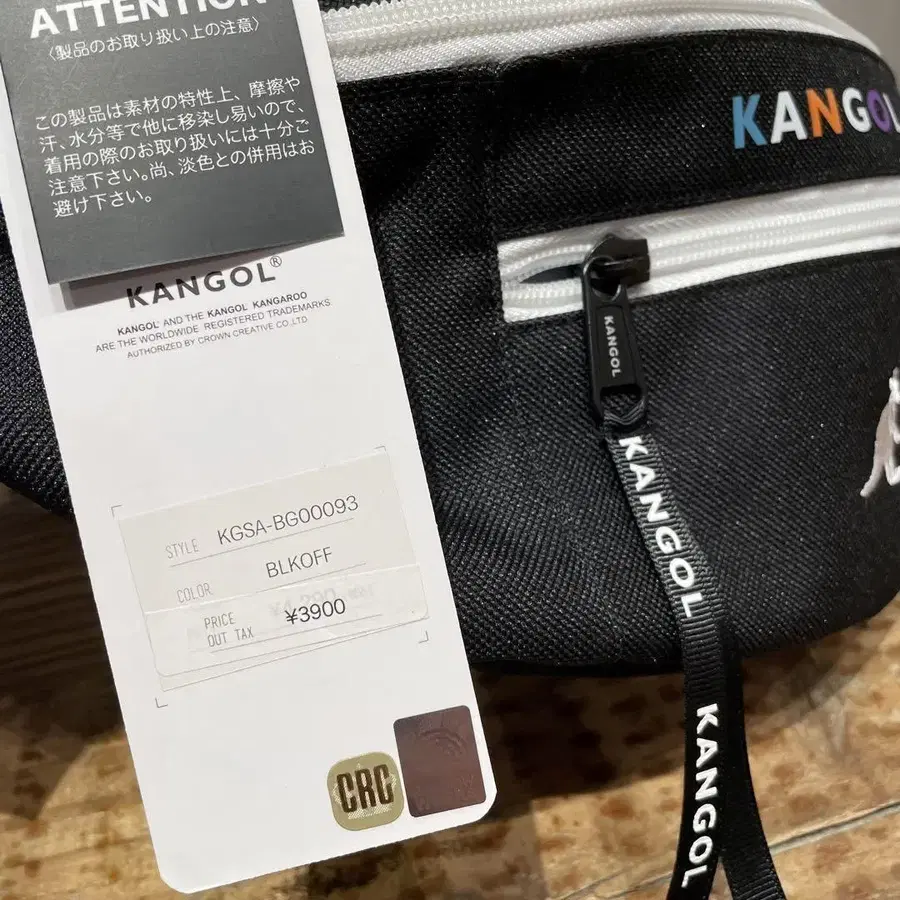 ATTENTION
〈製品のお取り扱い上の注意〉
この製品は素材の特性上、摩擦や
汗、水分等で他に移染し易いので、
着用の際のお取り扱いには十分ご
注意下さい。尚、淡色との併用はお
避け下さい。
KANGOL®
KANGOL® AND THE KANGOL KANGAROO
ARE THE WORLDWIDE REGISTERED TRADEMARKS
AUTHORIZED BY CROWN CREATIVE CO.,LTD
STYLE KGSA-BG00093
COLOR BLKOFF
PRICE
OUT TAX ¥3900
CRC
KANGOL
KANGOL
KANGOL
KANGOL